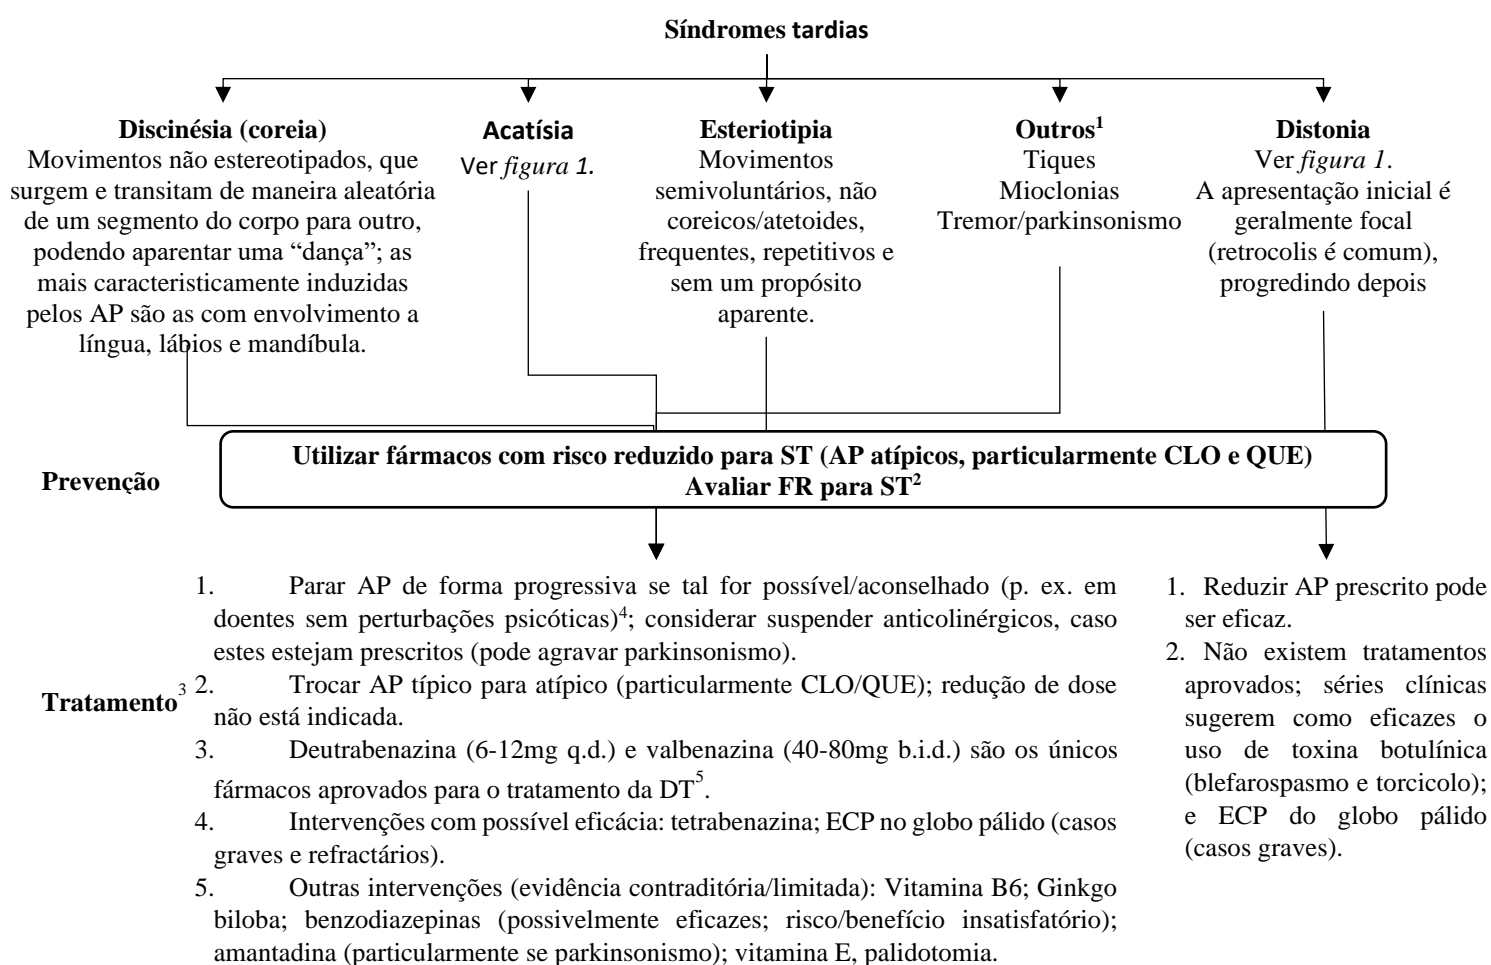 Síndromes tardias
Discinésia (coreia)
Movimentos não estereotipados, que
surgem e transitam de maneira aleatória
de um segmento do corpo para outro,
podendo aparentar uma “dança”; as
mais caracteristicamente induzidas
pelos AP são as com envolvimento a
língua, lábios e mandíbula.
Acatísia
Ver figura 1.
Esteriotipia
Movimentos
semivoluntários, não
coreicos/atetoides,
frequentes, repetitivos e
sem um propósito
aparente.
Outros¹
Tiques
Mioclonias
Tremor/parkinsonismo
Distonia
Ver figura 1.
A apresentação inicial é
geralmente focal
(retrocolis é comum),
progredindo depois
Prevenção
Utilizar fármacos com risco reduzido para ST (AP atípicos, particularmente CLO e QUE)
Avaliar FR para ST²
Tratamento³
1. Parar AP de forma progressiva se tal for possível/aconselhado (p. ex. em
doentes sem perturbações psicóticas)⁴; considerar suspender anticolinérgicos, caso
estes estejam prescritos (pode agravar parkinsonismo).
2. Trocar AP típico para atípico (particularmente CLO/QUE); redução de dose
não está indicada.
3. Deutrabenazina (6-12mg q.d.) e valbenazina (40-80mg b.i.d.) são os únicos
fármacos aprovados para o tratamento da DT⁵.
4. Intervenções com possível eficácia: tetrabenazina; ECP no globo pálido (casos
graves e refractários).
5. Outras intervenções (evidência contraditória/limitada): Vitamina B6; Ginkgo
biloba; benzodiazepinas (possivelmente eficazes; risco/benefício insatisfatório);
amantadina (particularmente se parkinsonismo); vitamina E, palidotomia.
1. Reduzir AP prescrito pode
ser eficaz.
2. Não existem tratamentos
aprovados; séries clínicas
sugerem como eficazes o
uso de toxina botulínica
(blefarospasmo e torcicolo);
e ECP do globo pálido
(casos graves).